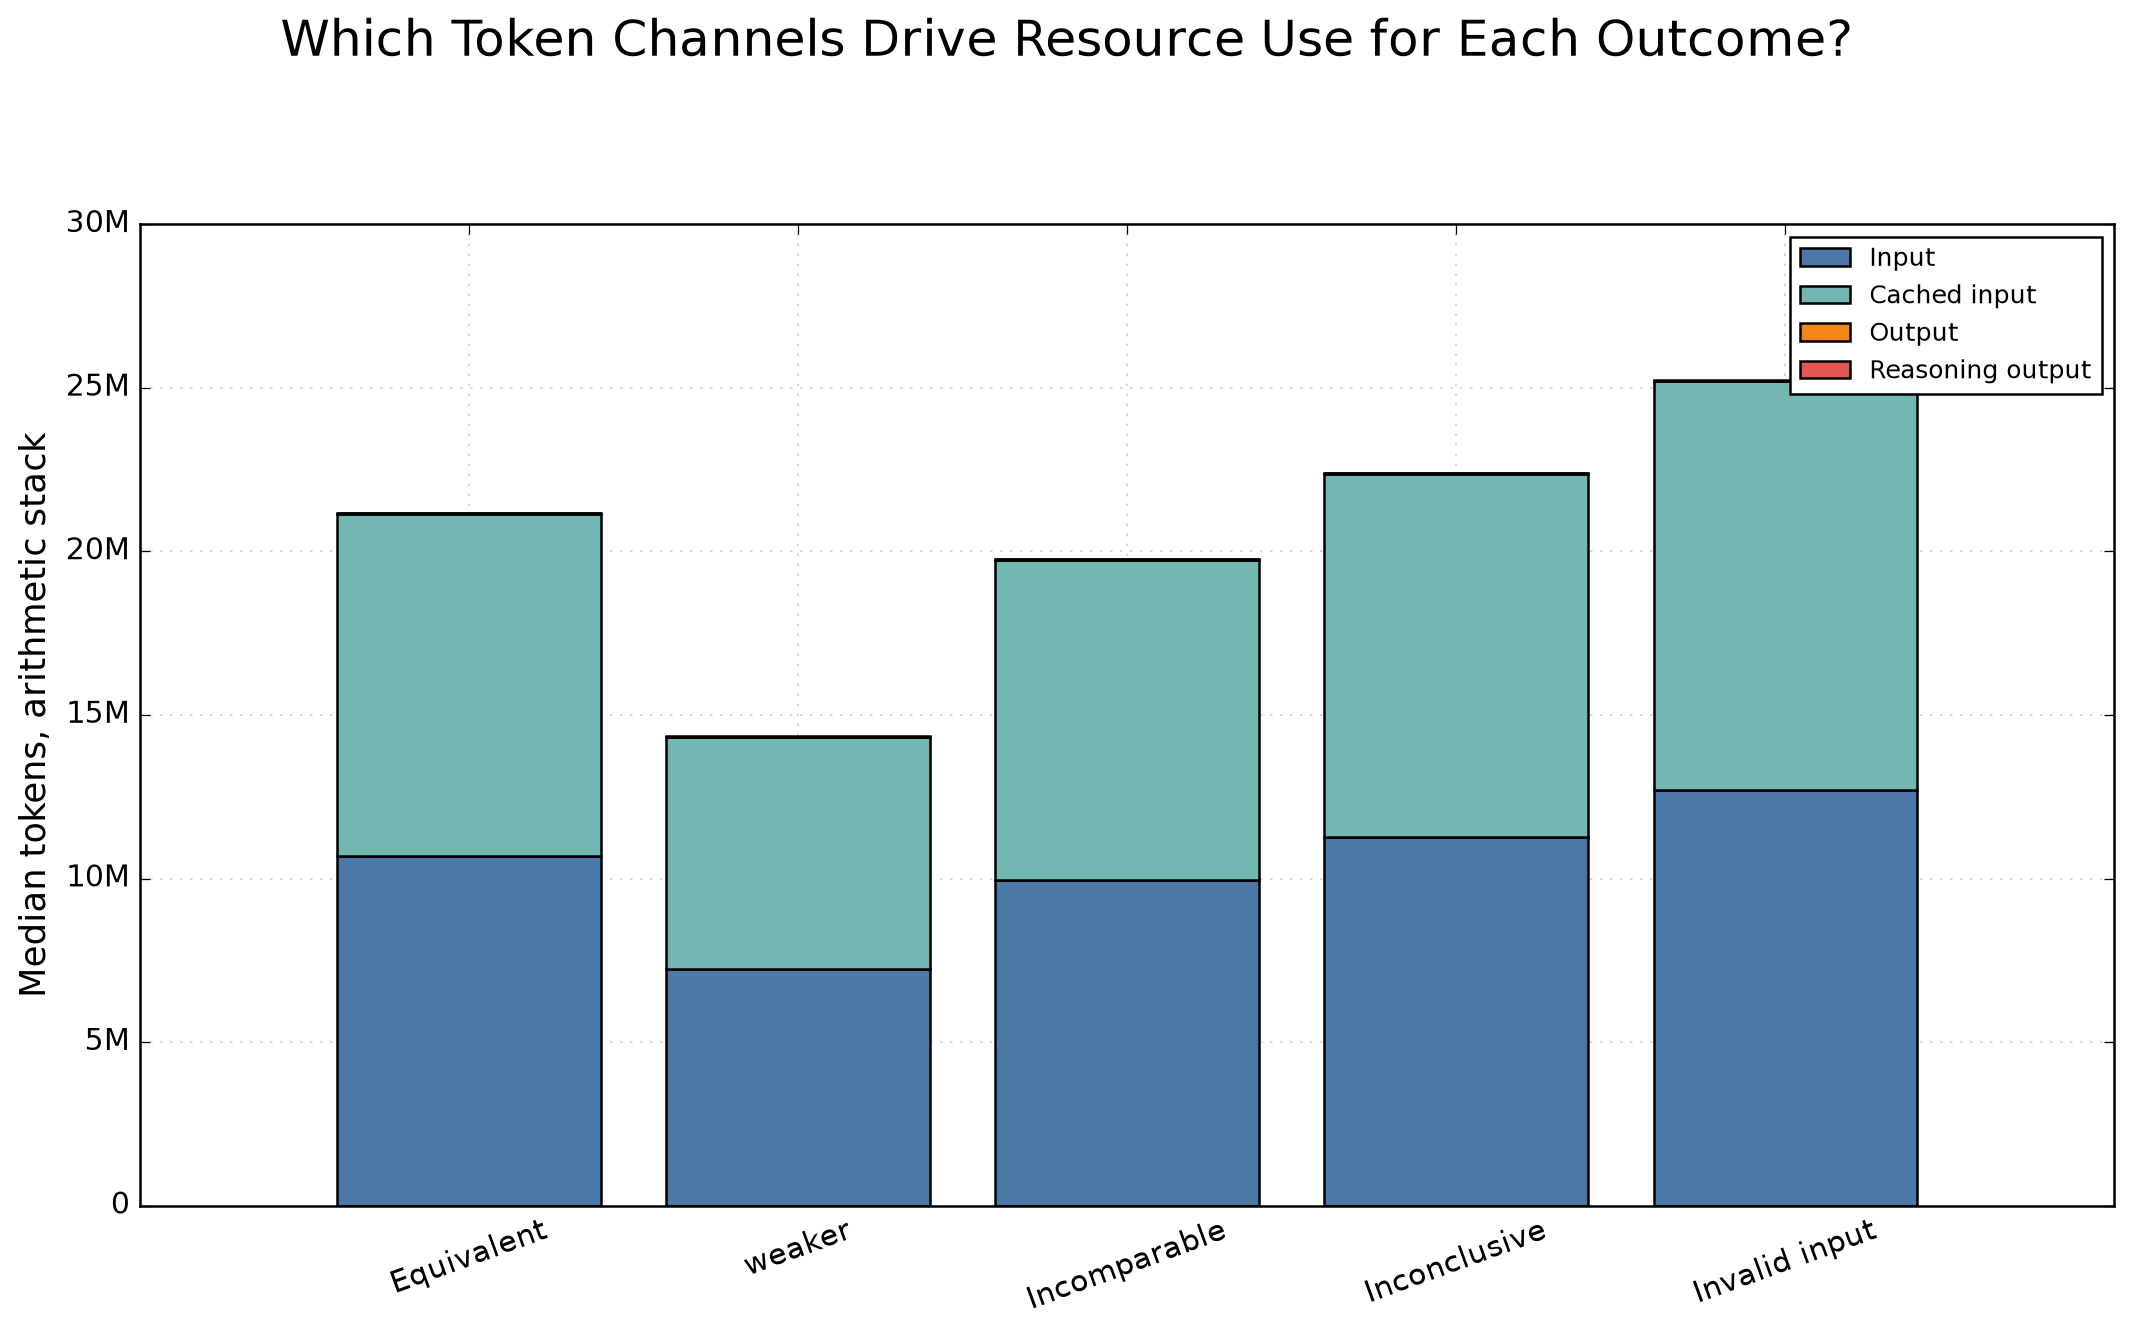 Which Token Channels Drive Resource Use for Each Outcome?
Median tokens, arithmetic stack
30M
25M
20M
15M
10M
5M
0
Input
Cached input
Output
Reasoning output
Equivalent
weaker
Incomparable
Inconclusive
Invalid input